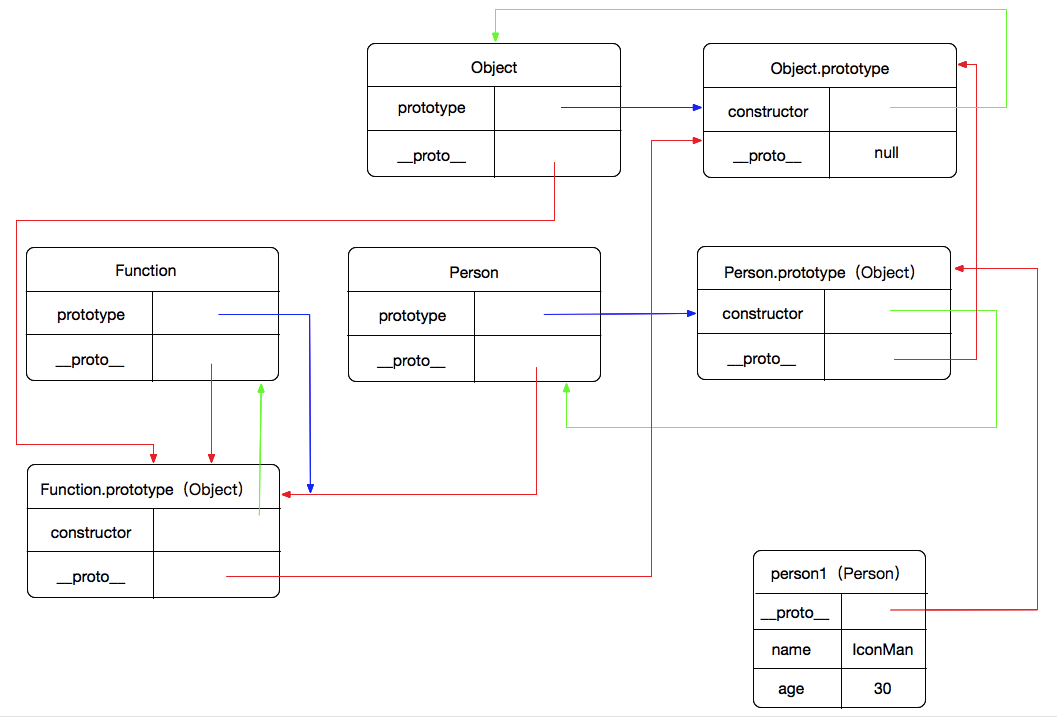 Object
prototype
__proto__
Object.prototype
constructor
__proto__
null
Function
prototype
__proto__
Person
prototype
__proto__
Person.prototype（Object）
constructor
__proto__
Function.prototype（Object）
constructor
__proto__
person1（Person）
__proto__
name
IconMan
age
30